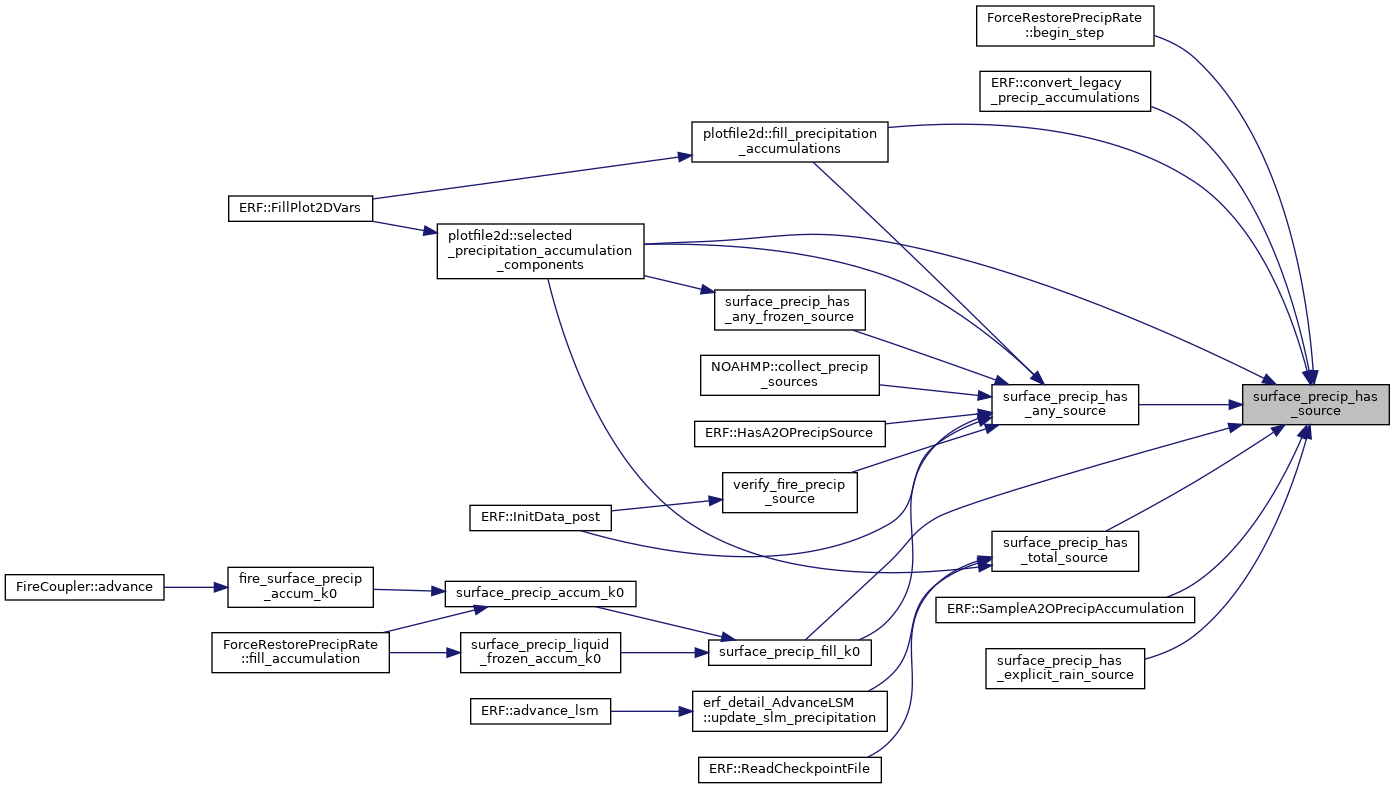 ForceRestorePrecipRate
::begin_step
ERF::convert_legacy
_precip_accumulations
plotfile2d::fill_precipitation
_accumulations
ERF::FillPlot2DVars
plotfile2d::selected
_precipitation_accumulation
_components
surface_precip_has
_any_frozen_source
NOAHMP::collect_precip
_sources
surface_precip_has
_any_source
surface_precip_has
_source
ERF::HasA2OPrecipSource
verify_fire_precip
_source
ERF::InitData_post
surface_precip_has
_total_source
FireCoupler::advance
fire_surface_precip
_accum_k0
surface_precip_accum_k0
ERF::SampleA2OPrecipAccumulation
ForceRestorePrecipRate
::fill_accumulation
surface_precip_liquid
_frozen_accum_k0
surface_precip_fill_k0
surface_precip_has
_explicit_rain_source
ERF::advance_lsm
erf_detail_AdvanceLSM
::update_slm_precipitation
ERF::ReadCheckpointFile